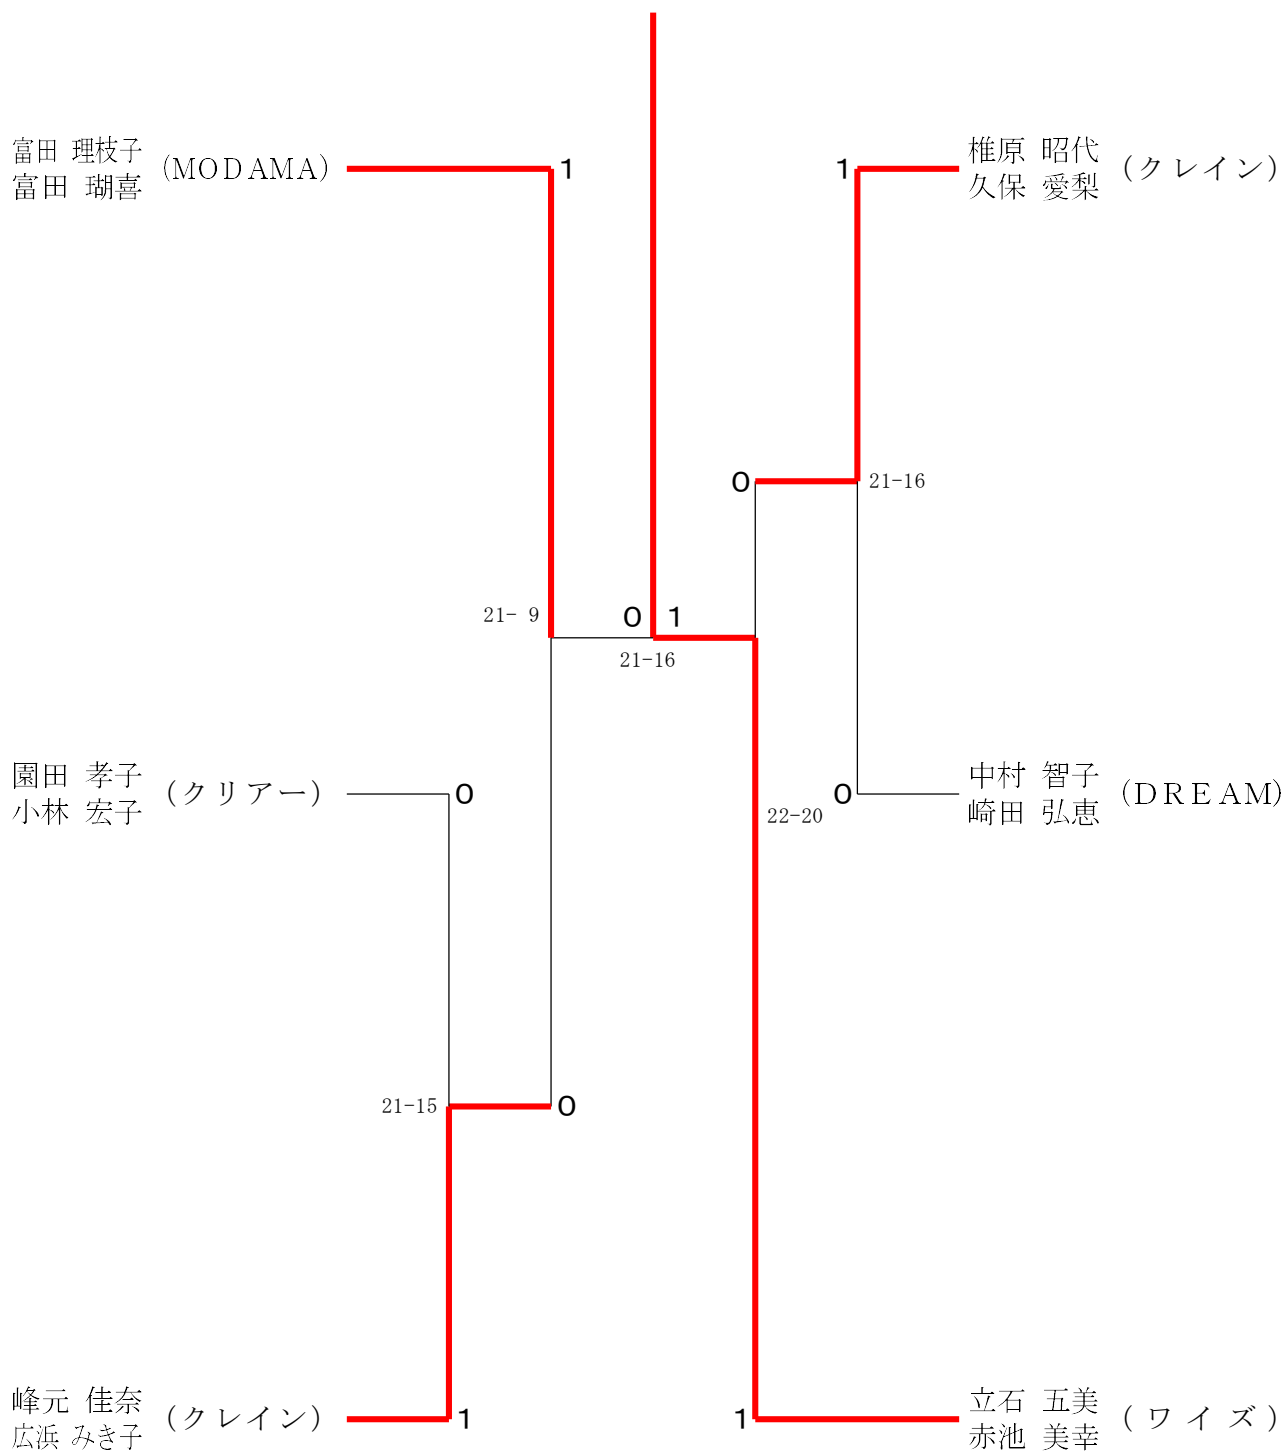 富田 理枝子
富田 瑚喜
(MODAMA)
1
1
椎原 昭代
久保 愛梨
(クレイン)
0
21-16
21- 9
0
1
21-16
園田 孝子
小林 宏子
(クリアー)
0
0
中村 智子
崎田 弘恵
(DREAM)
22-20
21-15
0
峰元 佳奈
広浜 みき子
(クレイン)
1
1
立石 五美
赤池 美幸
(ワイズ)